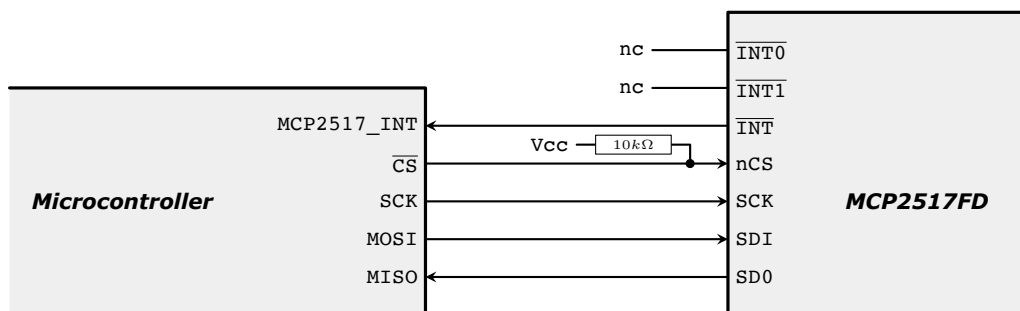 nc INT0
nc INT1
MCP2517_INT INT
Vcc 10kΩ
CS nCS
Microcontroller SCK SCK MCP2517FD
MOSI SDI
MISO SD0